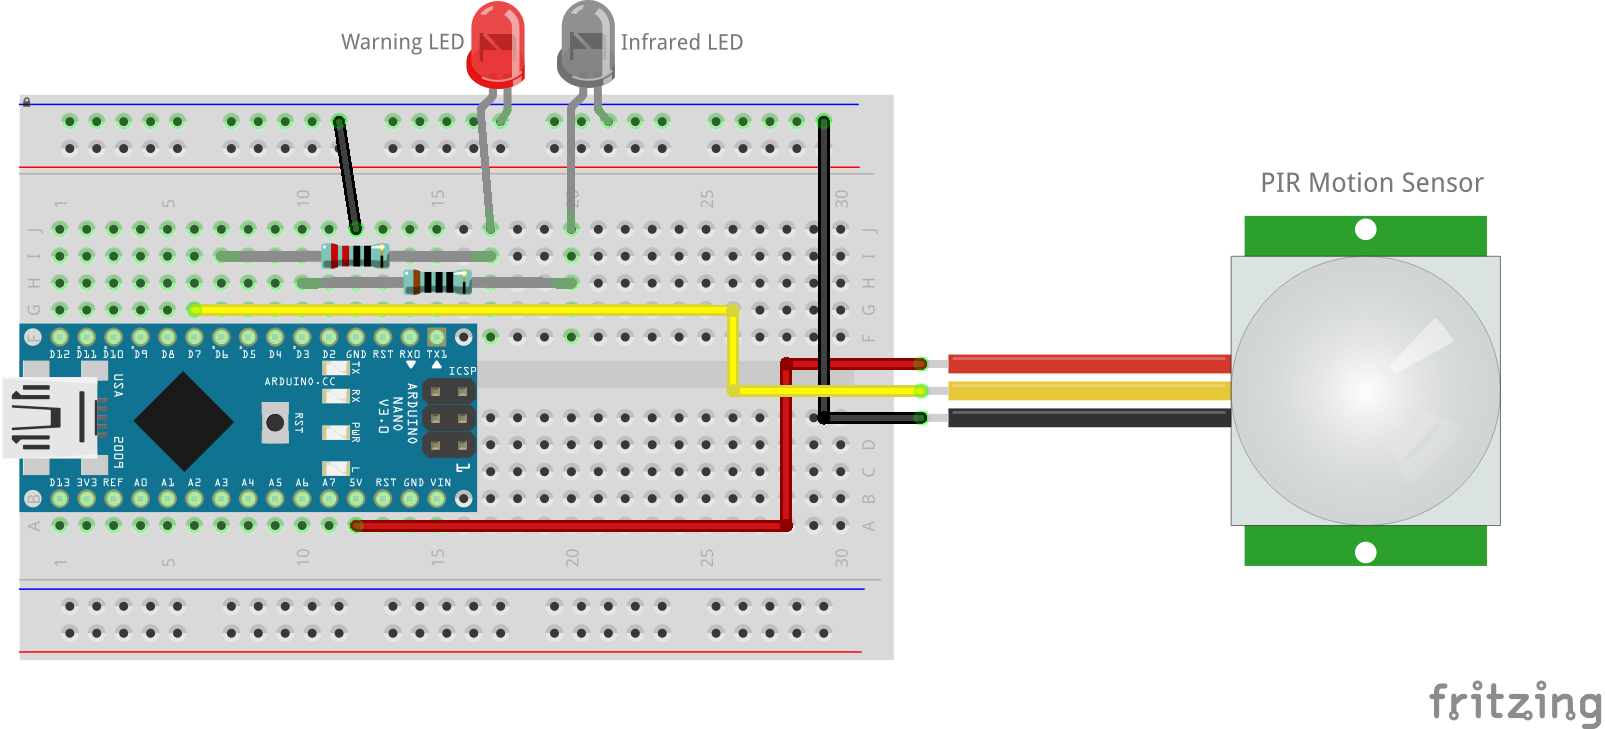 Warning LED
Infrared LED
PIR Motion Sensor
1 5 10 15 20 25 30
J J
I I
H H
G G
F F
D12 D11 D10 D9 D8 D7 D6 D5 D4 D3 D2 GND RST RX0 TX1
TX
RX
PWR
L
ARDUINO.CC
ICSP
USA
2009
RST
ARDUINO
NANO
V3.0
1
D
C
D13 3V3 REF A0 A1 A2 A3 A4 A5 A6 A7 5V RST GND VIN
B B
A A
1 5 10 15 20 25 30
fritzing